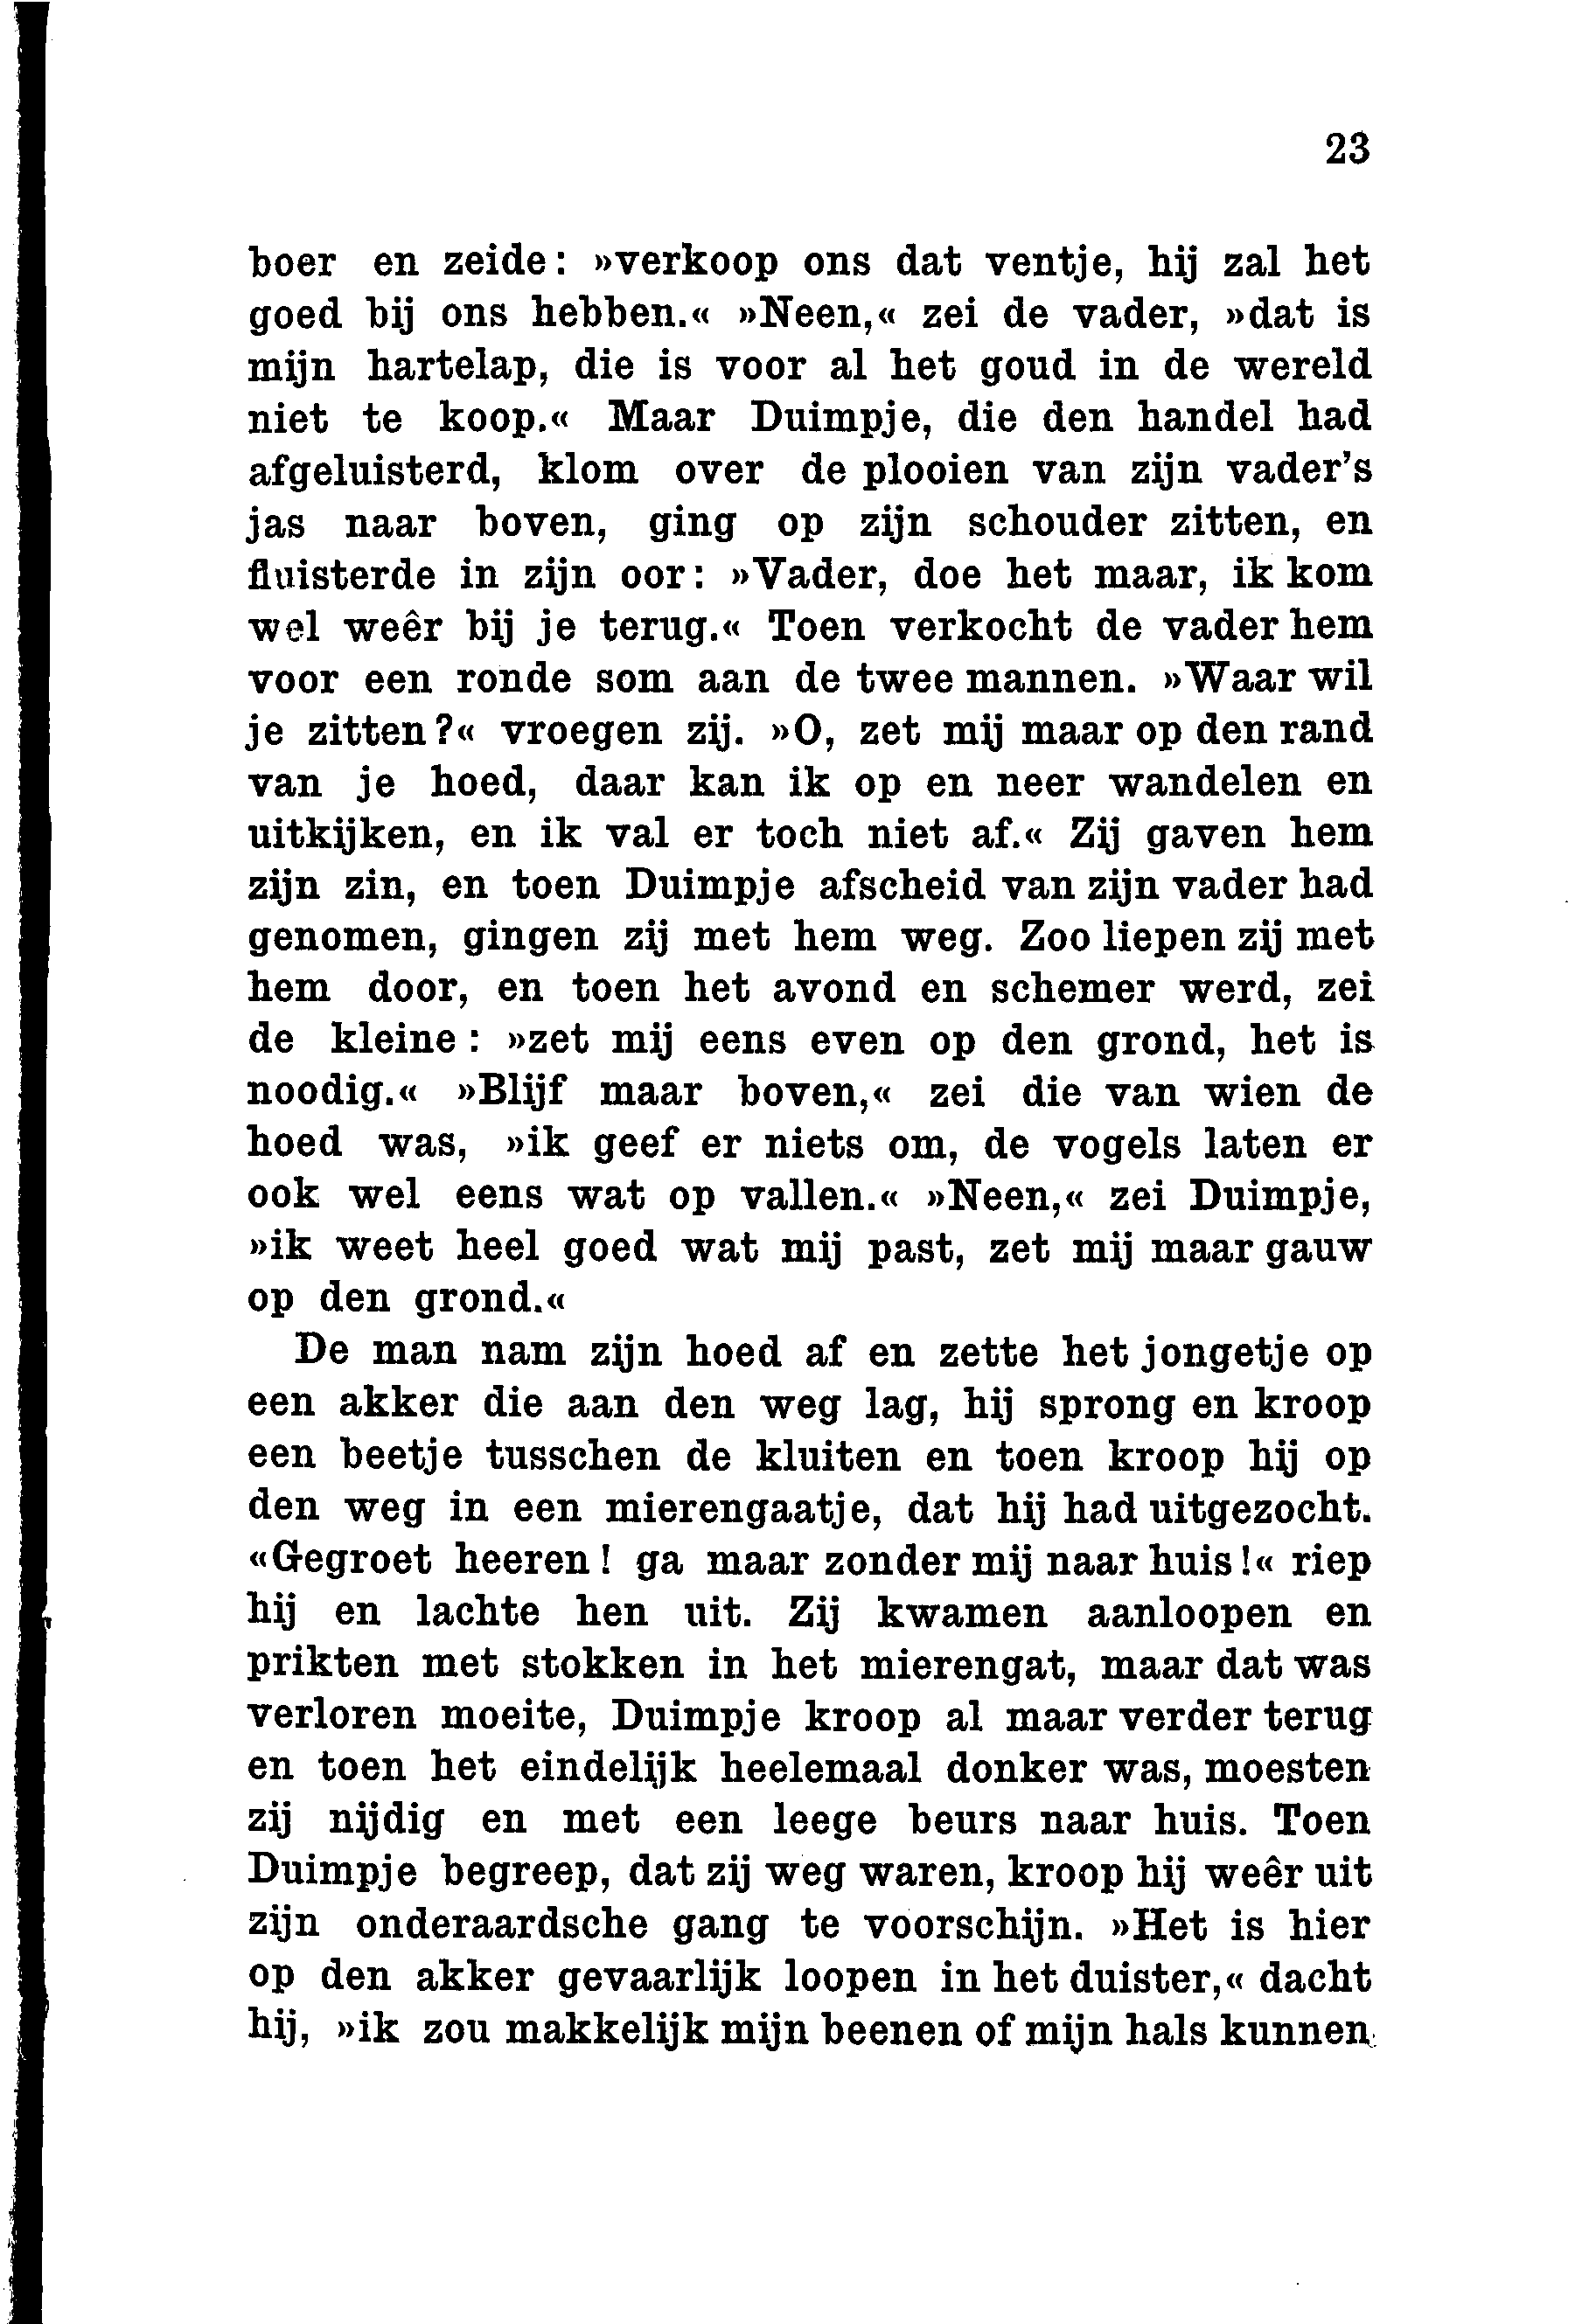 23
boer en zeide: »verkoop ons dat ventje, hij zal het
goed bij ons hebben.« »Neen,« zei de vader, »dat is
mijn hartelap, die is voor al het goud in de wereld
niet te koop.« Maar Duimpje, die den handel had
afgeluisterd, klom over de plooien van zijn vader's
jas naar boven, ging op zijn schouder zitten, en
fluisterde in zijn oor: »Vader, doe het maar, ik kom
wel weêr bij je terug.« Toen verkocht de vader hem
voor een ronde som aan de twee mannen. »Waar wil
je zitten?« vroegen zij. »O, zet mij maar op den rand
van je hoed, daar kan ik op en neer wandelen en
uitkijken, en ik val er toch niet af.« Zij gaven hem
zijn zin, en toen Duimpje afscheid van zijn vader had
genomen, gingen zij met hem weg. Zoo liepen zij met
hem door, en toen het avond en schemer werd, zei
de kleine: »zet mij eens even op den grond, het is
noodig.« »Blijf maar boven,« zei die van wien de
hoed was, »ik geef er niets om, de vogels laten er
ook wel eens wat op vallen.« »Neen,« zei Duimpje,
»ik weet heel goed wat mij past, zet mij maar gauw
op den grond.«
De man nam zijn hoed af en zette het jongetje op
een akker die aan den weg lag, hij sprong en kroop
een beetje tusschen de kluiten en toen kroop hij op
den weg in een mierengaatje, dat hij had uitgezocht.
«Gegroet heeren! ga maar zonder mij naar huis!« riep
hij en lachte hen uit. Zij kwamen aanloopen en
prikten met stokken in het mierengat, maar dat was
verloren moeite, Duimpje kroop al maar verder terug
en toen het eindelijk heelemaal donker was, moesten
zij nijdig en met een leege beurs naar huis. Toen
Duimpje begreep, dat zij weg waren, kroop hij weêr uit
zijn onderaardsche gang te voorschijn. »Het is hier
op den akker gevaarlijk loopen in het duister,« dacht
hij, »ik zou makkelijk mijn beenen of mijn hals kunnen